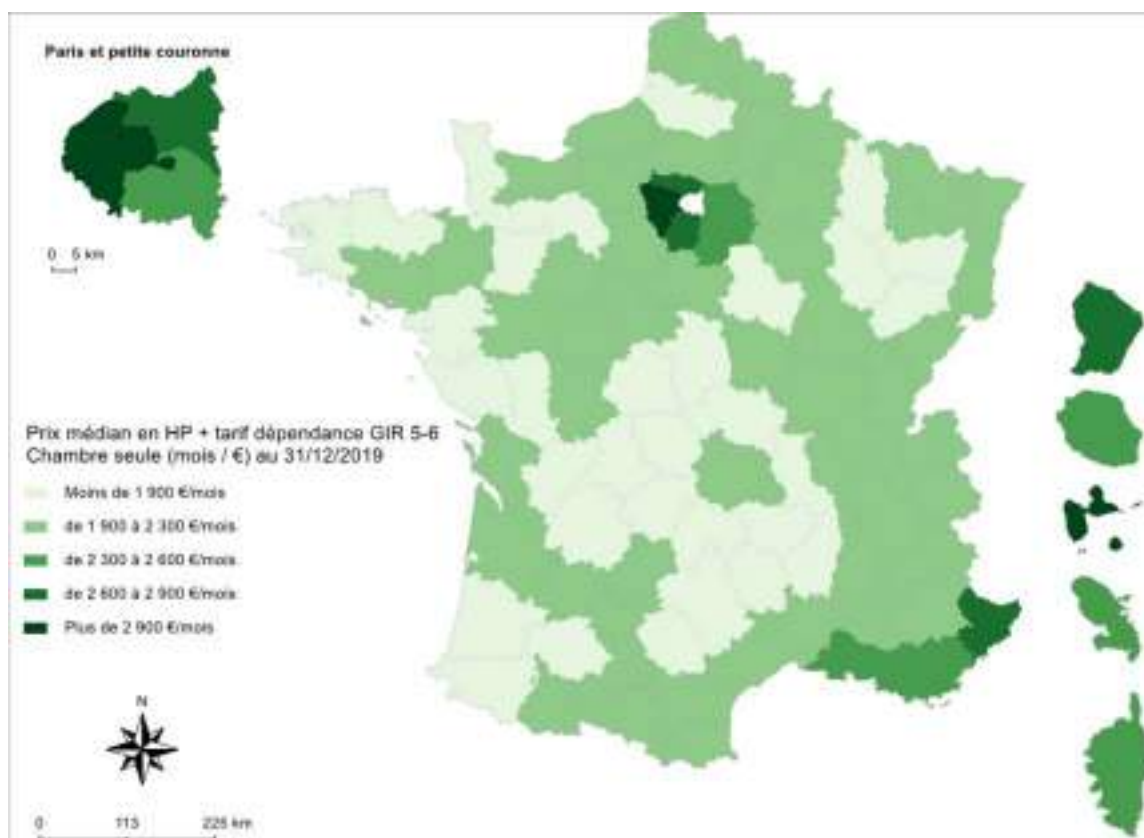 Paris et petite couronne
0 5 km
Prix médian en HP + tarif dépendance GIR 5-6
Chambre seule (mois / €) au 31/12/2019
Moins de 1 900 €/mois
de 1 900 à 2 300 €/mois
de 2 300 à 2 600 €/mois
de 2 600 à 2 900 €/mois
Plus de 2 900 €/mois
N
0 113 225 km